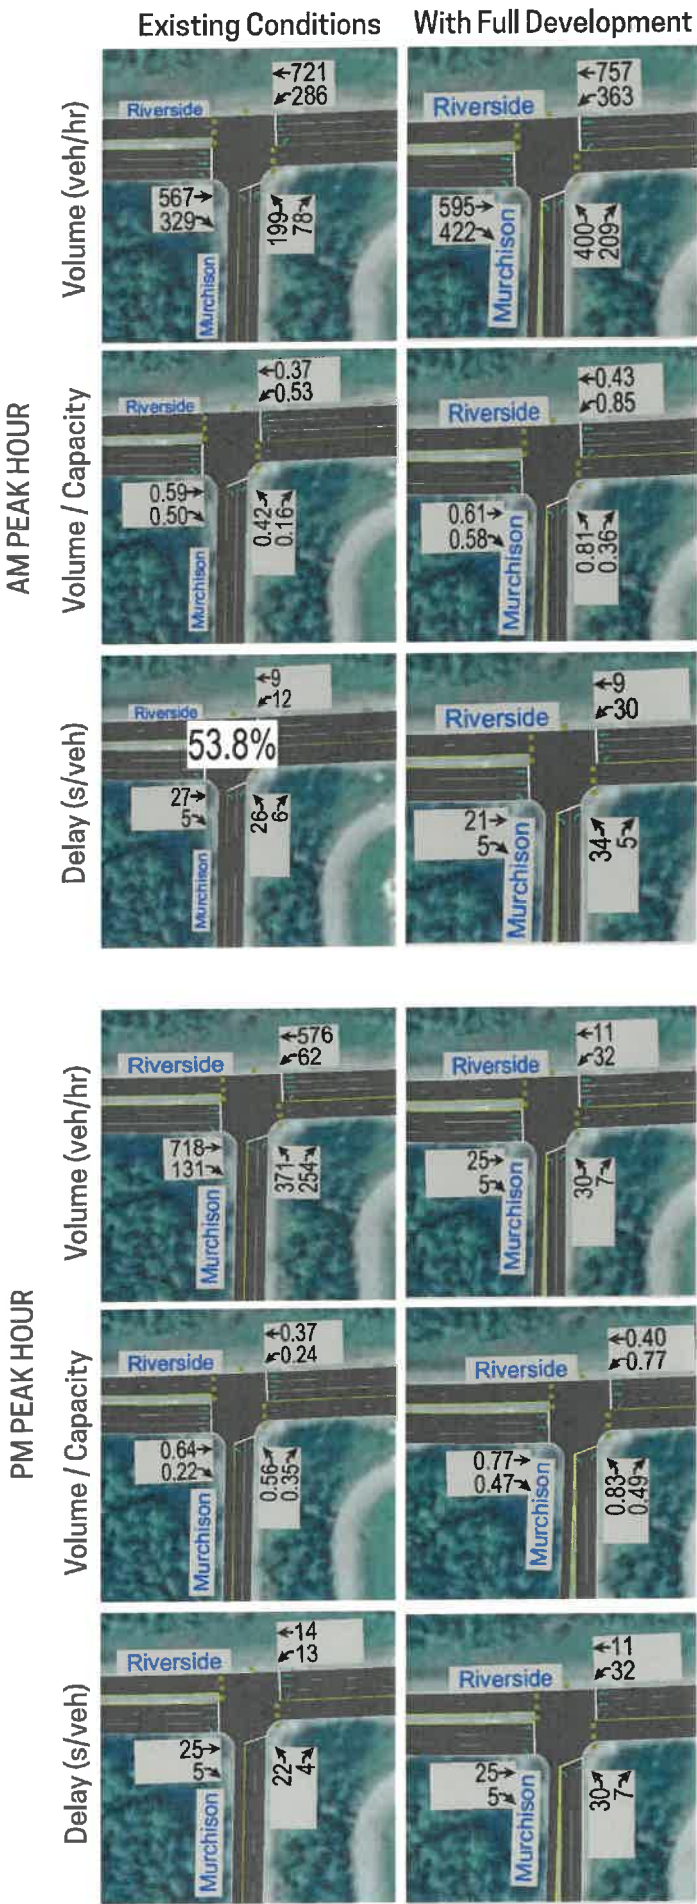 Existing Conditions
With Full Development
AM PEAK HOUR
Volume (veh/hr)
Riverside
←721
↙286
567→
329↘
199↗
78↘
Murchison
Riverside
←757
↙363
595→
422↘
400↗
209↘
Murchison
Volume / Capacity
Riverside
←0.37
↙0.53
0.59→
0.50↘
0.42↗
0.16↘
Murchison
Riverside
←0.43
↙0.85
0.61→
0.58↘
0.81↗
0.36↘
Murchison
Delay (s/veh)
Riverside
←9
↙12
53.8%
27→
5↘
26↗
6↘
Murchison
Riverside
←9
↙30
21→
5↘
34↗
5↘
Murchison
PM PEAK HOUR
Volume (veh/hr)
Riverside
←576
↙62
718→
131↘
371↗
254↘
Murchison
Riverside
←11
↙32
25→
5↘
30↗
7↘
Murchison
Volume / Capacity
Riverside
←0.37
↙0.24
0.64→
0.22↘
0.56↗
0.35↘
Murchison
Riverside
←0.40
↙0.77
0.77→
0.47↘
0.83↗
0.49↘
Murchison
Delay (s/veh)
Riverside
←14
↙13
25→
5↘
22↗
4↘
Murchison
Riverside
←11
↙32
25→
5↘
30↗
7↘
Murchison